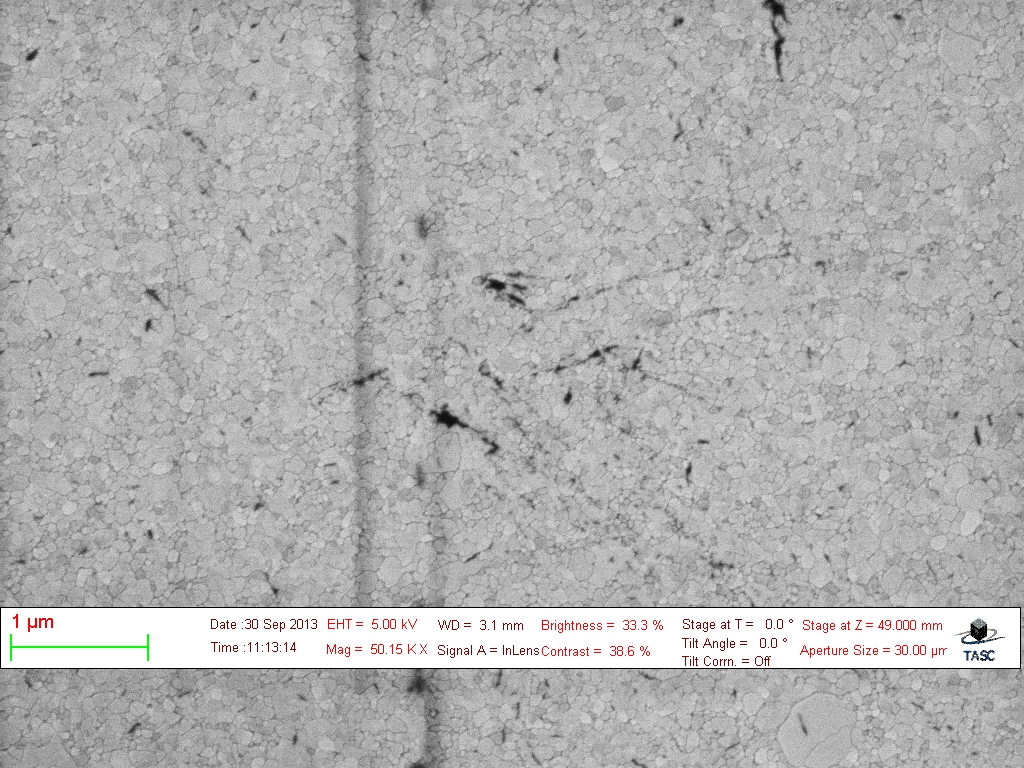 1 µm
Date :30 Sep 2013 EHT = 5.00 kV WD = 3.1 mm Brightness = 33.3 % Stage at T = 0.0 ° Stage at Z = 49.000 mm
Time :11:13:14 Mag = 50.15 K X Signal A = InLens Contrast = 38.6 % Tilt Angle = 0.0 ° Aperture Size = 30.00 µm
Tilt Corrn. = Off
TASC